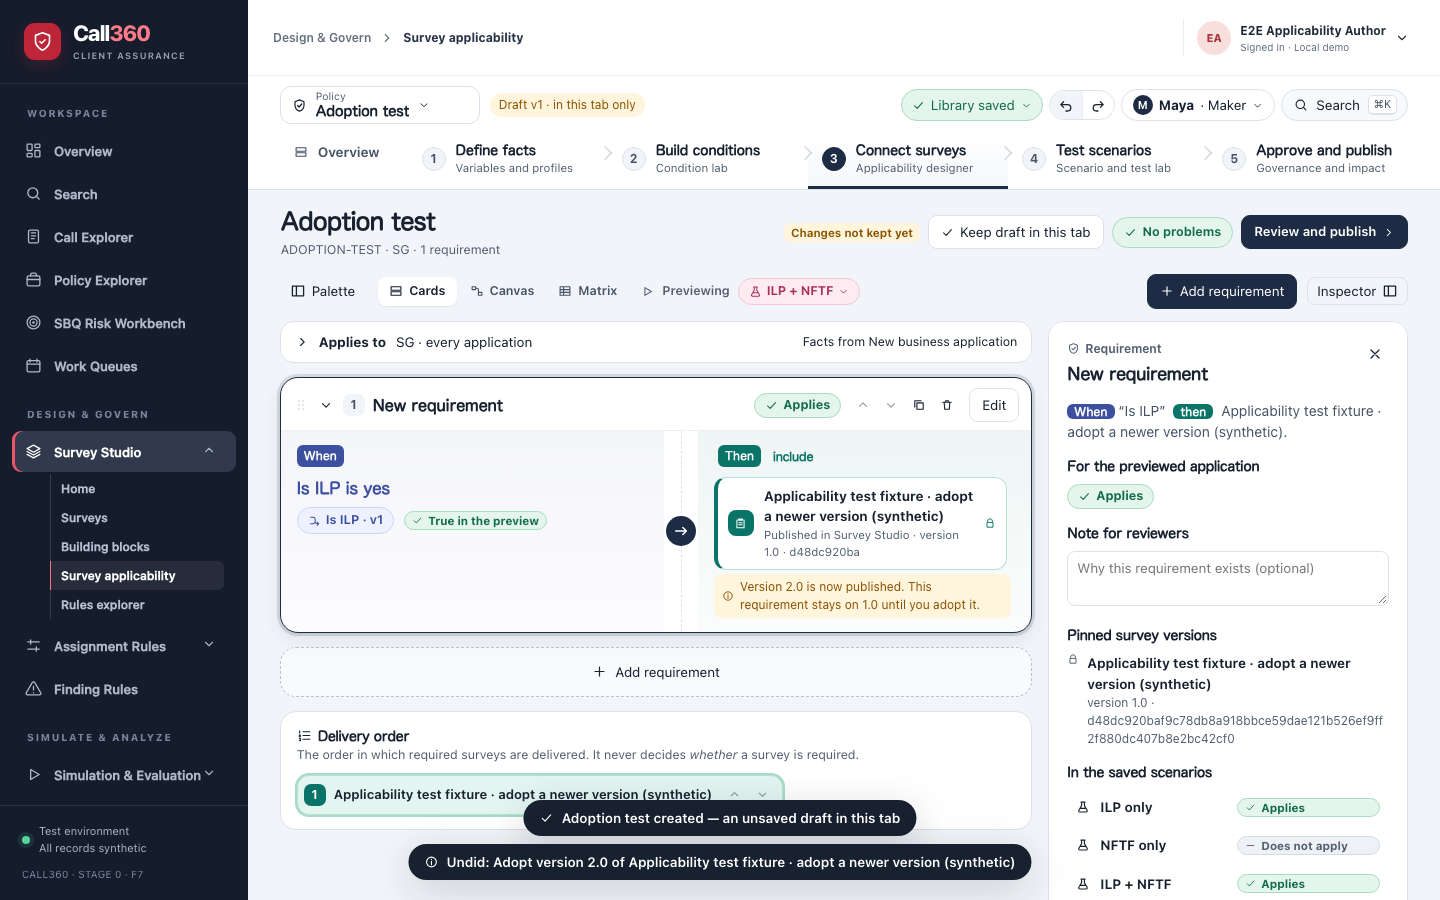 Call360
CLIENT ASSURANCE
WORKSPACE
Overview
Search
Call Explorer
Policy Explorer
SBQ Risk Workbench
Work Queues
DESIGN & GOVERN
Survey Studio
Home
Surveys
Building blocks
Survey applicability
Rules explorer
Assignment Rules
Finding Rules
SIMULATE & ANALYZE
Simulation & Evaluation
Test environment
All records synthetic
CALL360 · STAGE 0 · F7
Design & Govern > Survey applicability
EA
E2E Applicability Author
Signed in · Local demo
Policy
Adoption test
Draft v1 · in this tab only
Library saved
M Maya · Maker
Search ⌘K
Overview
1 Define facts
Variables and profiles
2 Build conditions
Condition lab
3 Connect surveys
Applicability designer
4 Test scenarios
Scenario and test lab
5 Approve and publish
Governance and impact
Adoption test
ADOPTION-TEST · SG · 1 requirement
Changes not kept yet
Keep draft in this tab
No problems
Review and publish
Palette
Cards
Canvas
Matrix
Previewing
ILP + NFTF
Add requirement
Inspector
Applies to SG · every application
Facts from New business application
1 New requirement
Applies
Edit
When
Is ILP is yes
Is ILP · v1
True in the preview
Then include
Applicability test fixture · adopt
a newer version (synthetic)
Published in Survey Studio · version
1.0 · d48dc920ba
Version 2.0 is now published. This
requirement stays on 1.0 until you adopt it.
Add requirement
Delivery order
The order in which required surveys are delivered. It never decides whether a survey is required.
1 Applicability test fixture · adopt a newer version (synthetic)
Adoption test created — an unsaved draft in this tab
Undid: Adopt version 2.0 of Applicability test fixture · adopt a newer version (synthetic)
Requirement
New requirement
When “Is ILP” then Applicability test fixture ·
adopt a newer version (synthetic).
For the previewed application
Applies
Note for reviewers
Why this requirement exists (optional)
Pinned survey versions
Applicability test fixture · adopt a newer
version (synthetic)
version 1.0 ·
d48dc920baf9c78db8a918bbce59dae121b526ef9ff
2f880dc407b8e2bc42cf0
In the saved scenarios
ILP only
Applies
NFTF only
Does not apply
ILP + NFTF
Applies